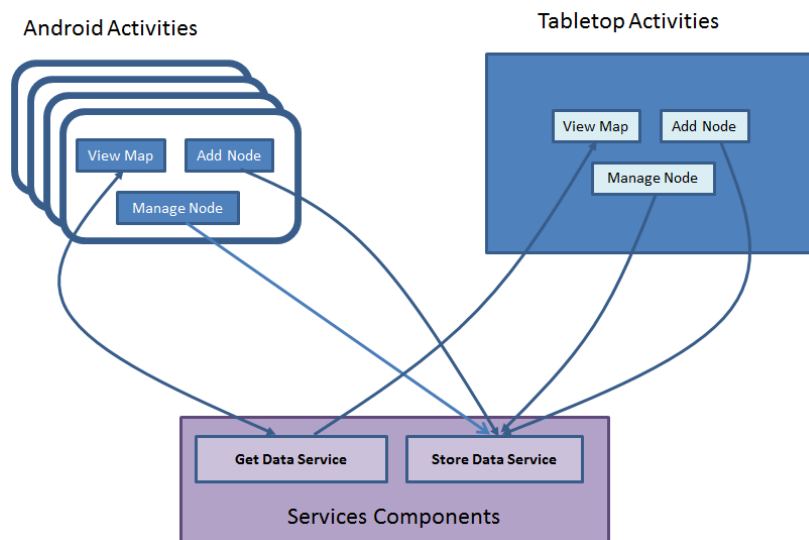 Android Activities
Tabletop Activities
View Map
Add Node
Manage Node
View Map
Add Node
Manage Node
Get Data Service
Store Data Service
Services Components